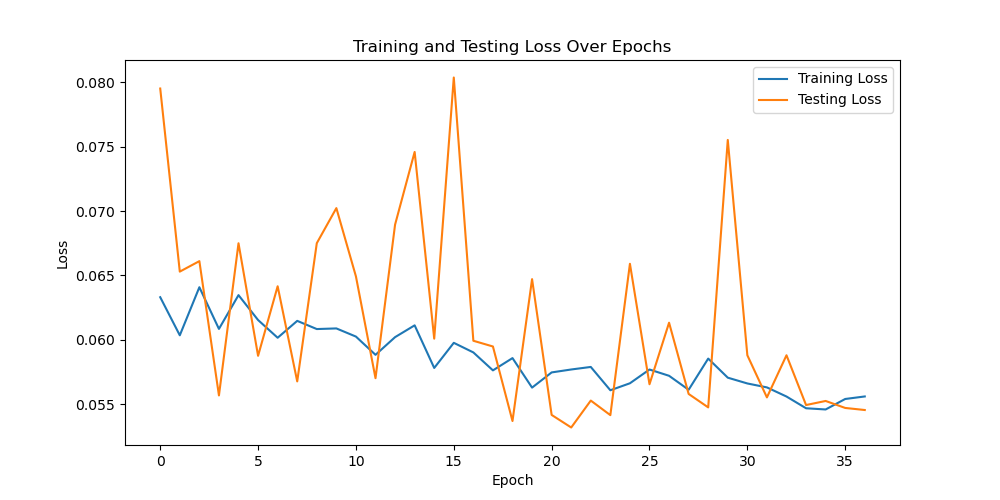 Training and Testing Loss Over Epochs
Training Loss
Testing Loss
0.080
0.075
0.070
0.065
0.060
0.055
Loss
0 5 10 15 20 25 30 35
Epoch